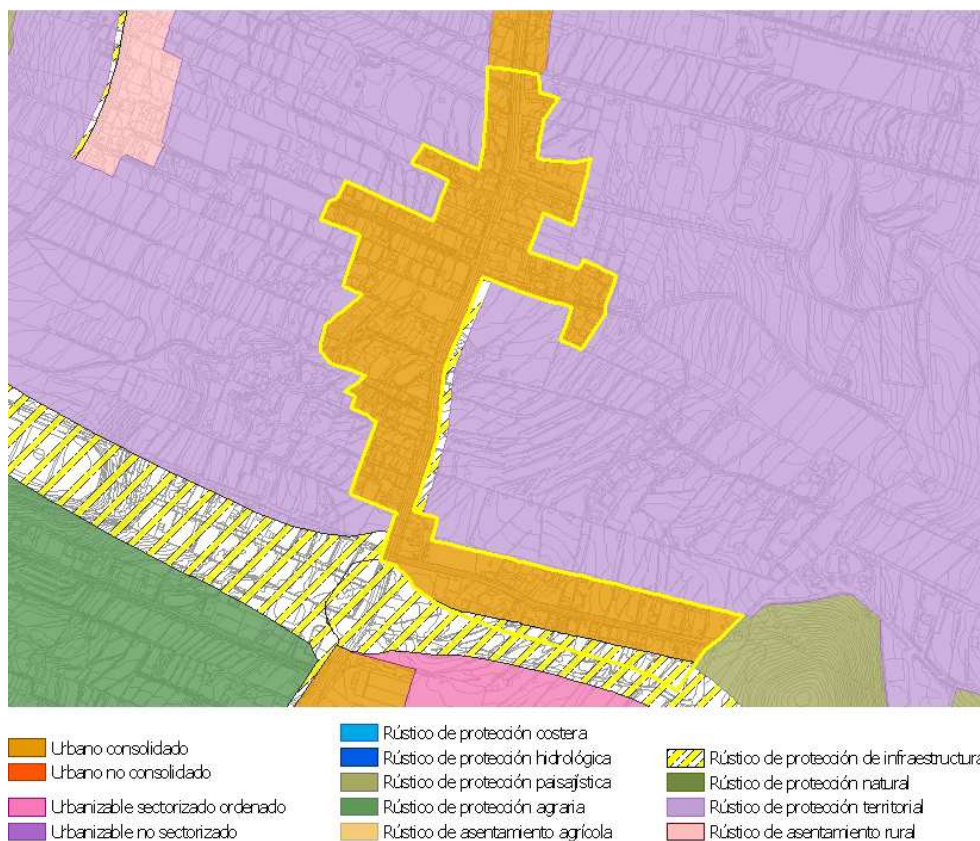 Urbano consolidado
Urbano no consolidado
Urbanizable sectorizado ordenado
Urbanizable no sectorizado
Rústico de protección costera
Rústico de protección hidrológica
Rústico de protección paisajística
Rústico de protección agraria
Rústico de asentamiento agrícola
Rústico de protección de infraestructura
Rústico de protección natural
Rústico de protección territorial
Rústico de asentamiento rural